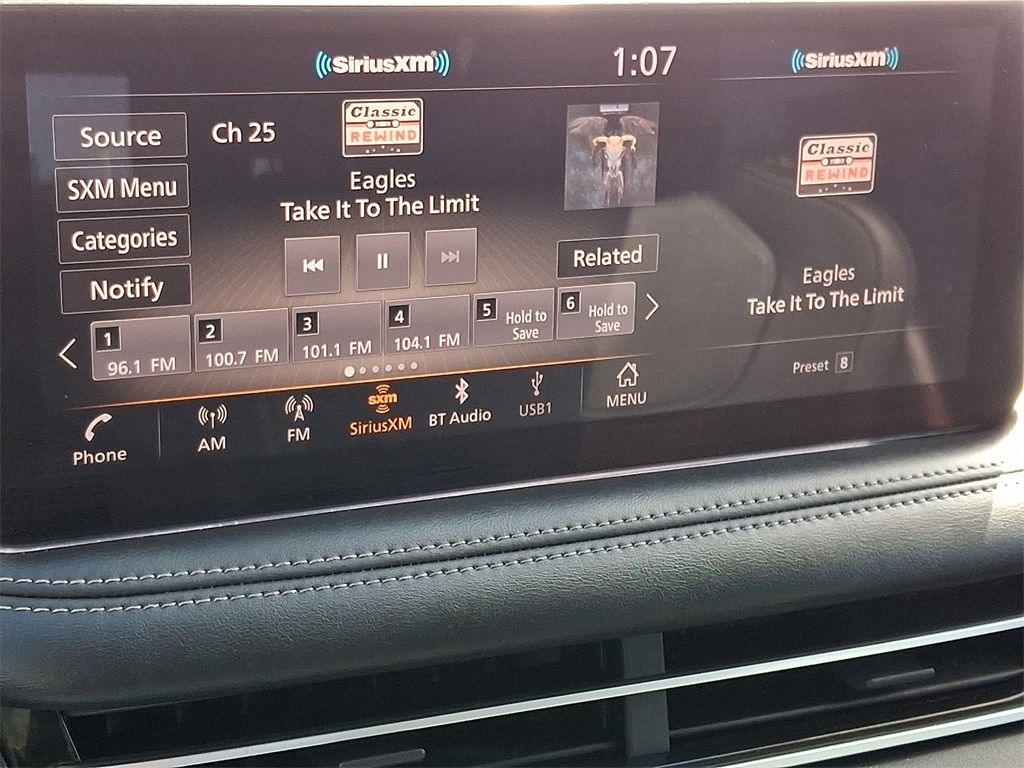 SiriusXM
1:07
SiriusXM
Source
Ch 25
Classic
REWIND
SXM Menu
Eagles
Take It To The Limit
Categories
Notify
Related
1
96.1 FM
2
100.7 FM
3
101.1 FM
4
104.1 FM
5
Hold to
Save
6
Hold to
Save
Classic
REWIND
Eagles
Take It To The Limit
Preset 8
Phone
AM
FM
sxm
SiriusXM
BT Audio
USB1
MENU